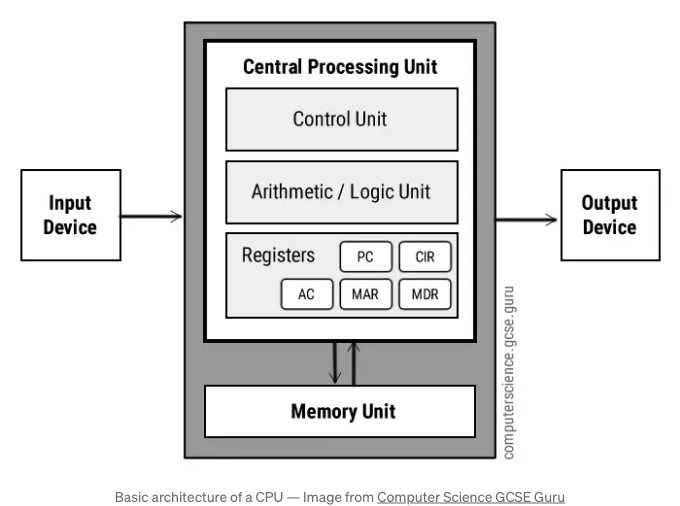 Central Processing Unit
Control Unit
Arithmetic / Logic Unit
Registers
PC
CIR
AC
MAR
MDR
Input
Device
Output
Device
Memory Unit
computerscience.gcse.guru
Basic architecture of a CPU — Image from Computer Science GCSE Guru